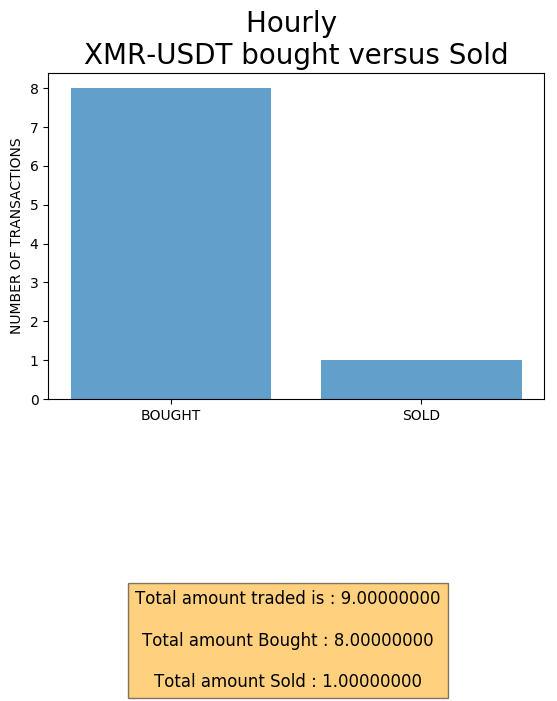 Hourly
XMR-USDT bought versus Sold
NUMBER OF TRANSACTIONS
8
7
6
5
4
3
2
1
0
BOUGHT
SOLD
Total amount traded is : 9.00000000
Total amount Bought : 8.00000000
Total amount Sold : 1.00000000